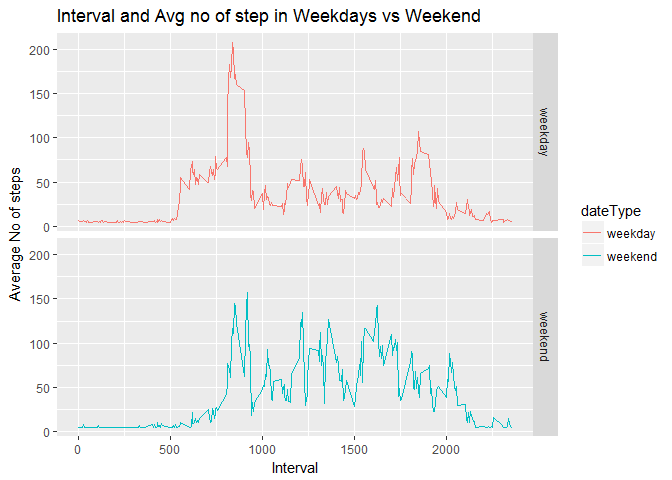 Interval and Avg no of step in Weekdays vs Weekend
200
150
100
50
0
weekday
200
150
100
50
0
weekend
0
500
1000
1500
2000
Average No of steps
Interval
dateType
weekday
weekend